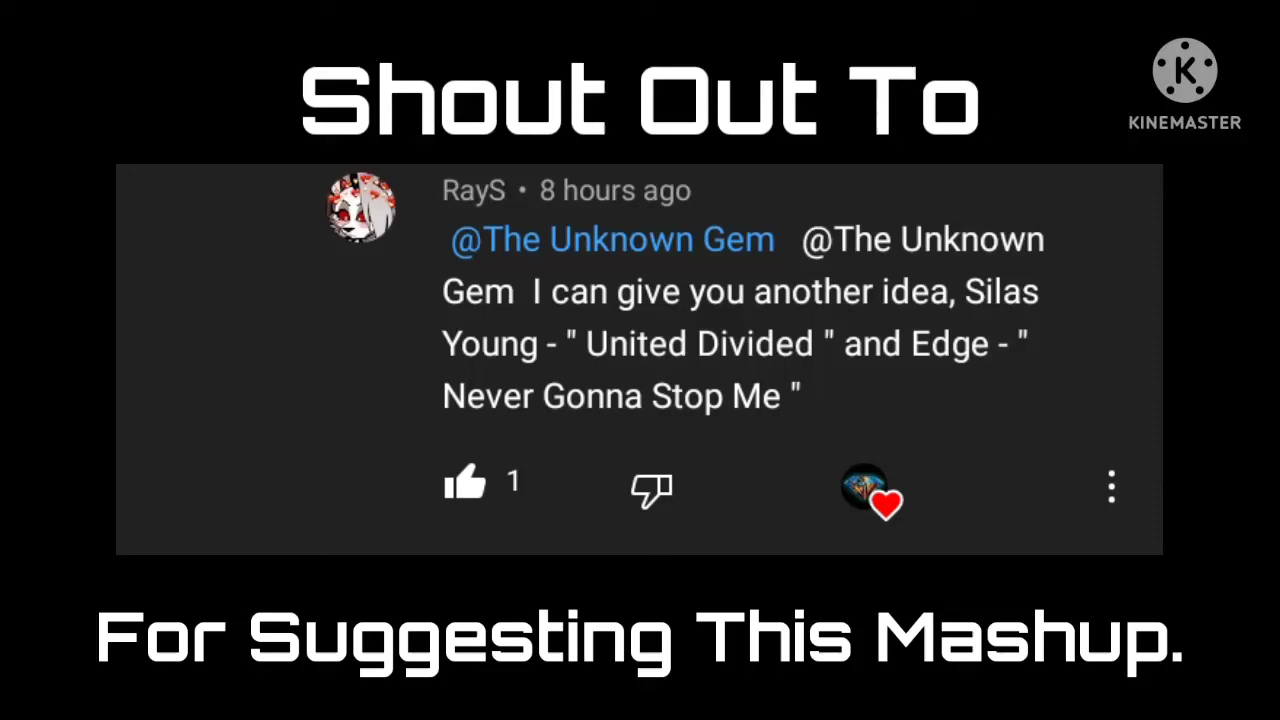 Shout Out To
K
KINEMASTER
RayS • 8 hours ago
@The Unknown Gem @The Unknown
Gem I can give you another idea, Silas
Young - " United Divided " and Edge - "
Never Gonna Stop Me "
1
For Suggesting This Mashup.